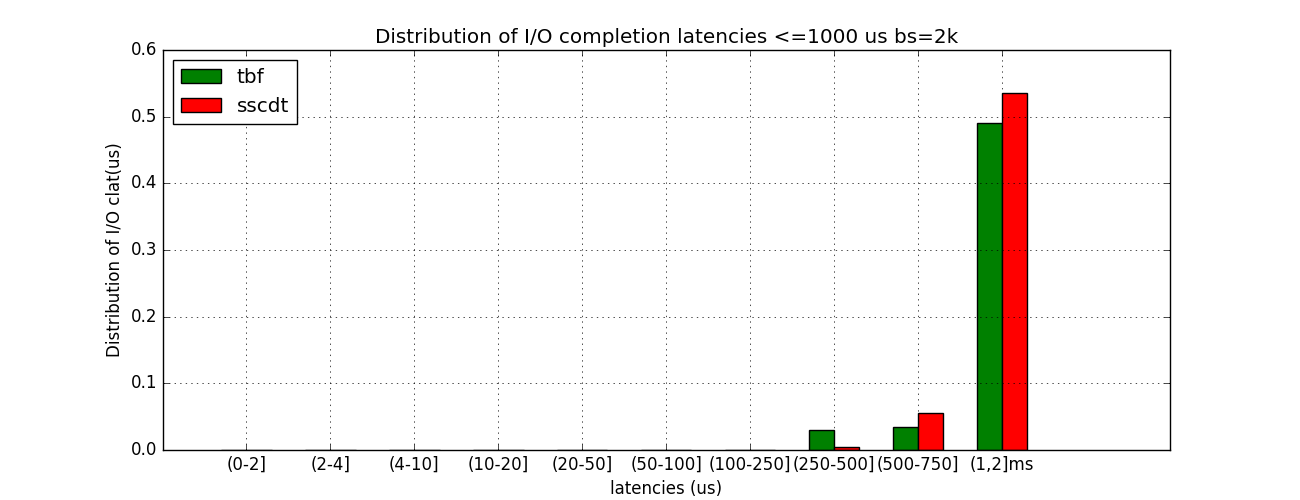 Distribution of I/O completion latencies <=1000 us bs=2k
tbf
sscdt
Distribution of I/O clat(us)
0.6
0.5
0.4
0.3
0.2
0.1
0.0
(0-2] (2-4] (4-10] (10-20] (20-50] (50-100] (100-250] (250-500] (500-750] (1,2]ms
latencies (us)